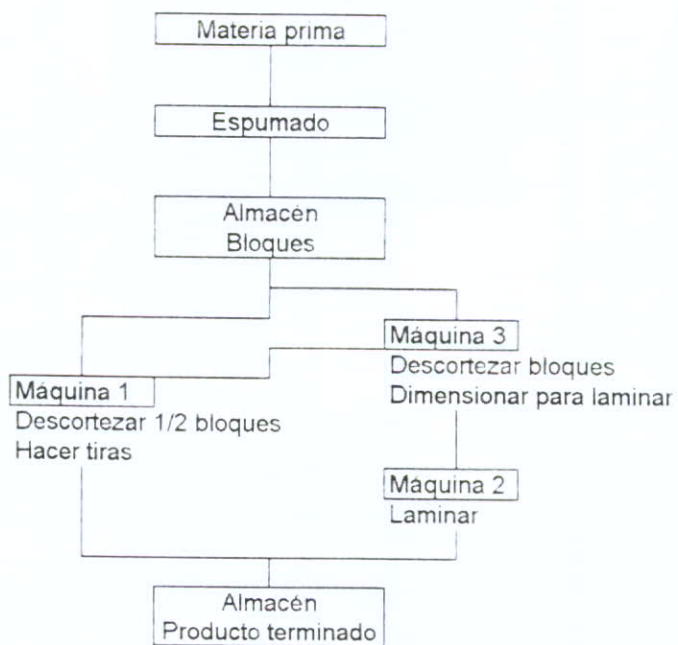 Materia prima
Espumado
Almacén
Bloques
Máquina 3
Descortezar bloques
Dimensionar para laminar
Máquina 1
Descortezar 1/2 bloques
Hacer tiras
Máquina 2
Laminar
Almacén
Producto terminado